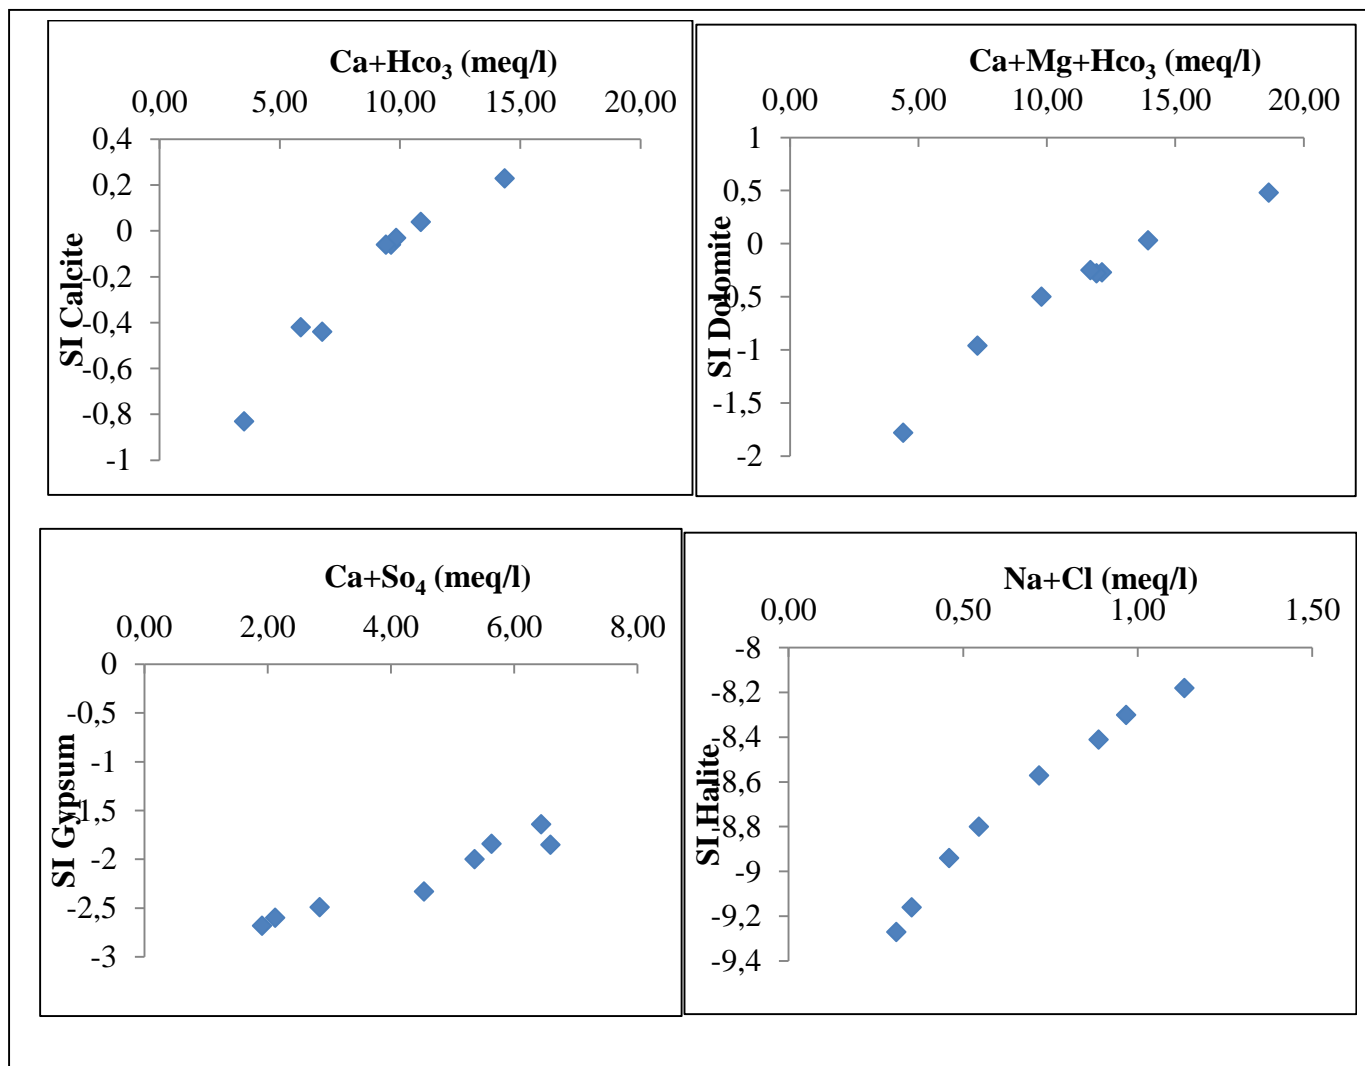 Ca+Hco₃ (meq/l)
0,00 5,00 10,00 15,00 20,00
0,4
0,2
0
-0,2
-0,4
-0,6
-0,8
-1
SI Calcite
Ca+Mg+Hco₃ (meq/l)
0,00 5,00 10,00 15,00 20,00
1
0,5
0
-0,5
-1
-1,5
-2
SI Dolomite
Ca+So₄ (meq/l)
0,00 2,00 4,00 6,00 8,00
0
-0,5
-1
-1,5
-2
-2,5
-3
SI Gypsum
Na+Cl (meq/l)
0,00 0,50 1,00 1,50
-8
-8,2
-8,4
-8,6
-8,8
-9
-9,2
-9,4
SI Halite